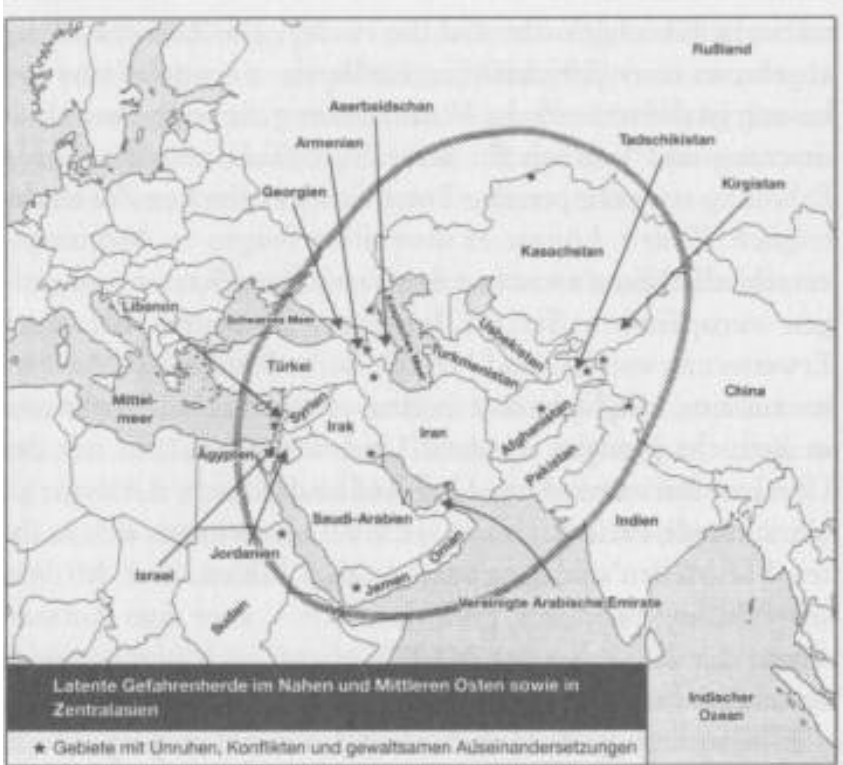 Rußland
Aserbaidschan
Armenien
Tadschikistan
Georgien
Kirgistan
Kasachstan
Libanon
Schwarzes Meer
Usbekistan
Turkmenistan
Türkei
China
Mittel-
meer
Syrien
Irak
Iran
Afghanistan
Ägypten
Pakistan
Saudi-Arabien
Indien
Jordanien
Oman
Israel
Jemen
Vereinigte Arabische Emirate
Sudan
Latente Gefahrenherde im Nahen und Mittleren Osten sowie in
Zentralasien
Indischer
Ozean
★ Gebiete mit Unruhen, Konflikten und gewaltsamen Auseinandersetzungen